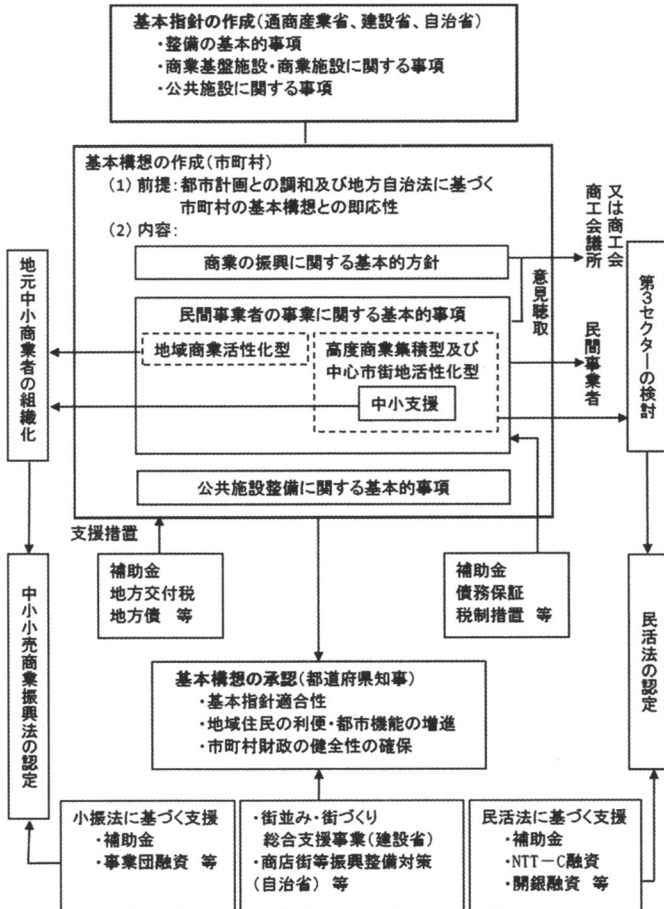 基本指針の作成(通商産業省、建設省、自治省)
・整備の基本的事項
・商業基盤施設・商業施設に関する事項
・公共施設に関する事項
基本構想の作成(市町村)
(1) 前提:都市計画との調和及び地方自治法に基づく
市町村の基本構想との即応性
(2) 内容:
商業の振興に関する基本的方針
民間事業者の事業に関する基本的事項
地域商業活性化型
高度商業集積型及び
中心市街地活性化型
中小支援
公共施設整備に関する基本的事項
意見聴取
又は商工会
商工会議所
民間事業者
第3セクターの検討
地元中小商業者の組織化
支援措置
補助金
地方交付税
地方債 等
補助金
債務保証
税制措置 等
中小小売商業振興法の認定
民活法の認定
基本構想の承認(都道府県知事)
・基本指針適合性
・地域住民の利便・都市機能の増進
・市町村財政の健全性の確保
小振法に基づく支援
・補助金
・事業団融資 等
・街並み・街づくり
総合支援事業(建設省)
・商店街等振興整備対策
(自治省) 等
民活法に基づく支援
・補助金
・NTT-C融資
・開銀融資 等